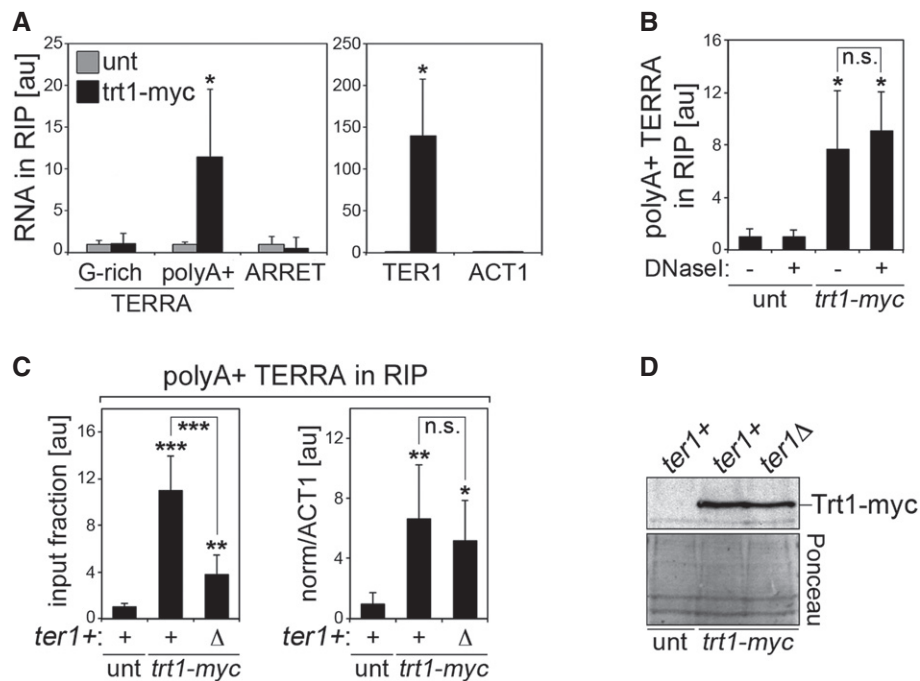 A
RNA in RIP [au]
25
20
15
10
5
0
unt
trt1-myc
*
G-rich
polyA+
ARRET
TERRA
250
200
150
100
50
0
*
TER1
ACT1
B
polyA+ TERRA
in RIP [au]
16
12
8
4
0
n.s.
* *
DNaseI: - + - +
unt trt1-myc
C
polyA+ TERRA in RIP
input fraction [au]
16
12
8
4
0
***
***
**
ter1+: + + Δ
unt trt1-myc
norm/ACT1 [au]
12
8
4
0
n.s.
**
*
ter1+: + + Δ
unt trt1-myc
D
ter1+ ter1+ ter1Δ
Trt1-myc
Ponceau
unt trt1-myc